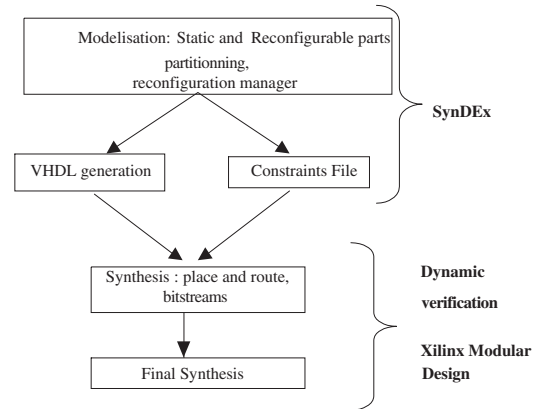 Modelisation: Static and Reconfigurable parts
partitionning,
reconfiguration manager
SynDEx
VHDL generation
Constraints File
Synthesis : place and route,
bitstreams
Dynamic
verification
Xilinx Modular
Design
Final Synthesis